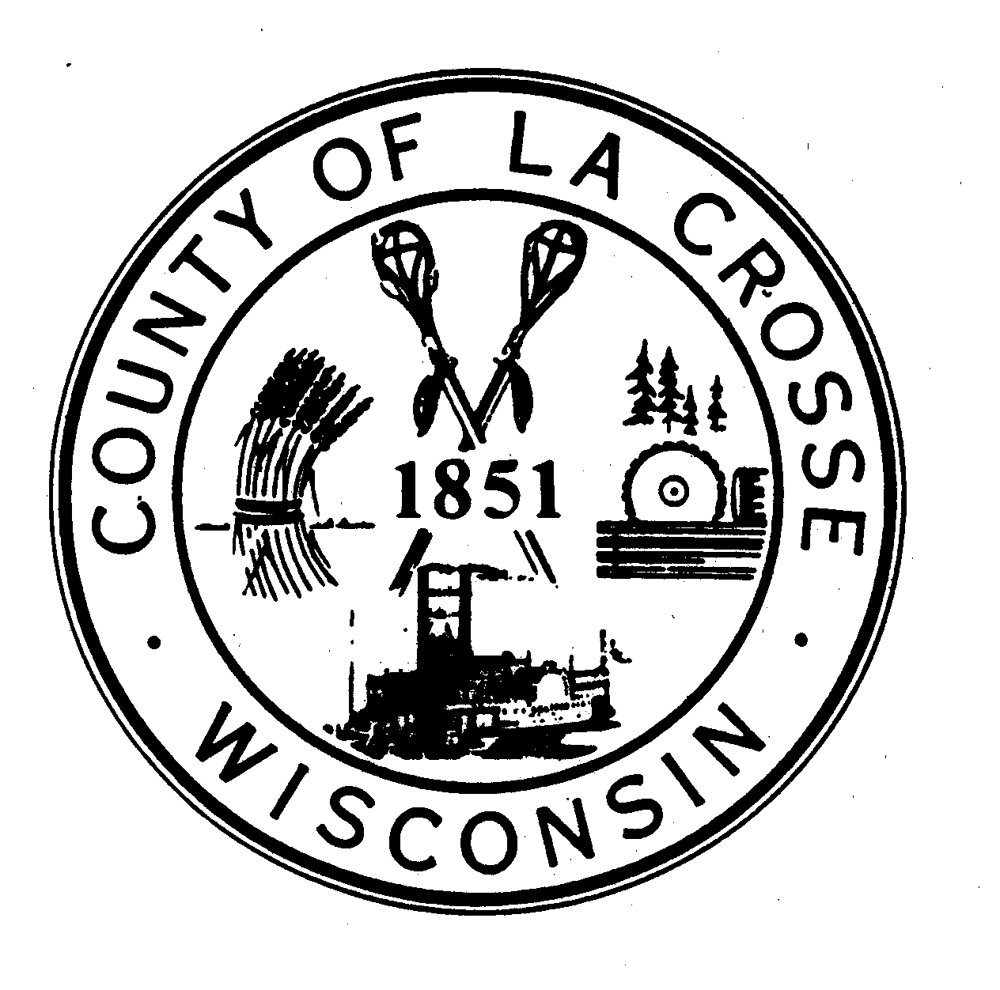 COUNTY OF LA CROSSE
1851
• WISCONSIN •